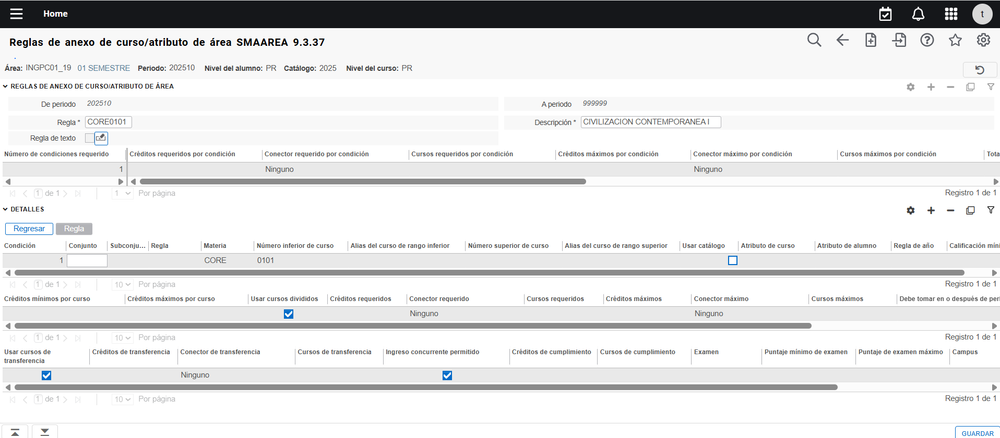 Home
t
Reglas de anexo de curso/atributo de área SMAAREA 9.3.37
Área: INGPC01_19 01 SEMESTRE Periodo: 202510 Nivel del alumno: PR Catálogo: 2025 Nivel del curso: PR
REGLAS DE ANEXO DE CURSO/ATRIBUTO DE ÁREA
De periodo 202510 A periodo 999999
Regla * CORE0101 Descripción * CIVILIZACION CONTEMPORANEA I
Regla de texto
Número de condiciones requerido Créditos requeridos por condición Conector requerido por condición Cursos requeridos por condición Créditos máximos por condición Conector máximo por condición Cursos máximos por condición Tota
1 Ninguno Ninguno
1 de 1 1 Por página Registro 1 de 1
DETALLES
Regresar Regla
Condición Conjunto Subconju... Regla Materia Número inferior de curso Alias del curso de rango inferior Número superior de curso Alias del curso de rango superior Usar catálogo Atributo de curso Atributo de alumno Regla de año Calificación míni
1 CORE 0101
1 de 1 10 Por página Registro 1 de 1
Créditos mínimos por curso Créditos máximos por curso Usar cursos divididos Créditos requeridos Conector requerido Cursos requeridos Créditos máximos Conector máximo Cursos máximos Debe tomar en o después de peri
Ninguno Ninguno
1 de 1 10 Por página Registro 1 de 1
Usar cursos de transferencia Créditos de transferencia Conector de transferencia Cursos de transferencia Ingreso concurrente permitido Créditos de cumplimiento Cursos de cumplimiento Examen Puntaje mínimo de examen Puntaje de examen máximo Campus
Ninguno
1 de 1 10 Por página Registro 1 de 1
GUARDAR